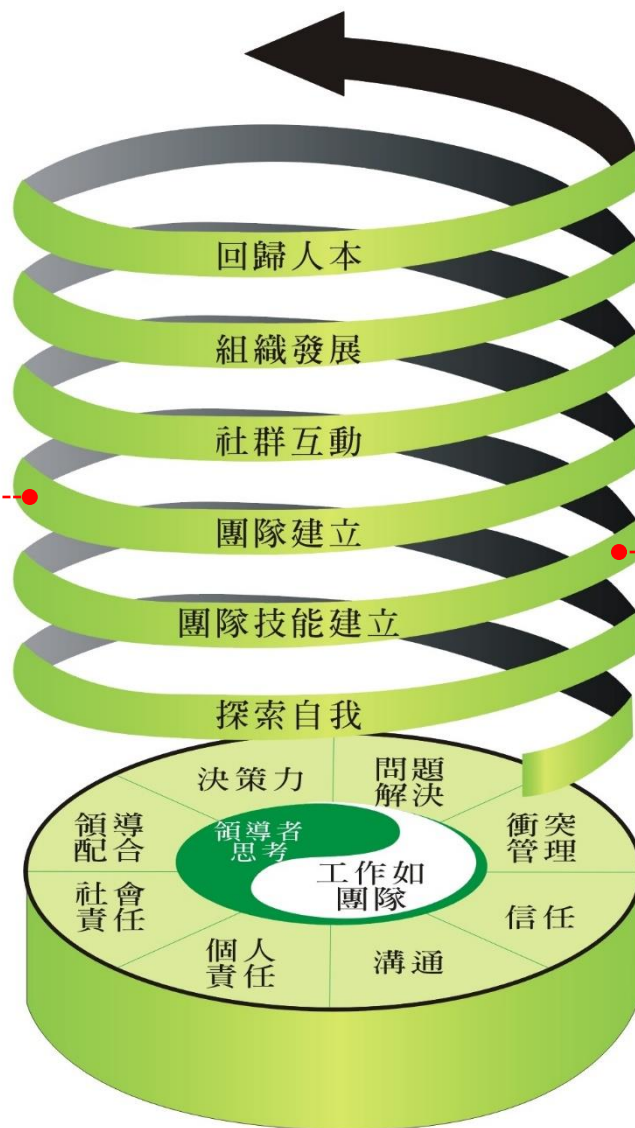 回歸人本
組織發展
社群互動
團隊建立
團隊技能建立
探索自我
決策力
問題
解決
領導
配合
領導者
思考
衝突
管理
工作如
團隊
社會
責任
信任
個人
責任
溝通